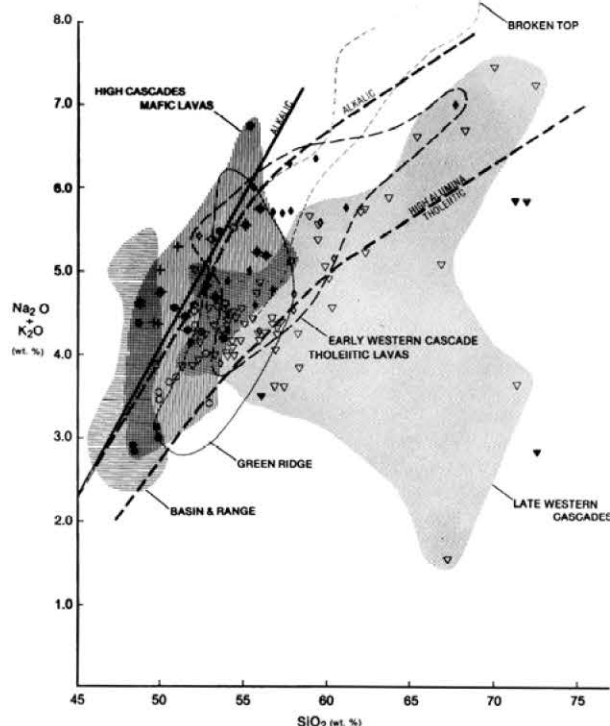 8.0
7.0
6.0
5.0
4.0
3.0
2.0
1.0
Na2 O
+
K2O
(wt. %)
BROKEN TOP
HIGH CASCADES
MAFIC LAVAS
ALKALIC
ALKALIC
HIGH ALUMINA
THOLEIITIC
EARLY WESTERN CASCADE
THOLEIITIC LAVAS
GREEN RIDGE
BASIN & RANGE
LATE WESTERN
CASCADES
45 50 55 60 65 70 75
SiO2 (wt. %)